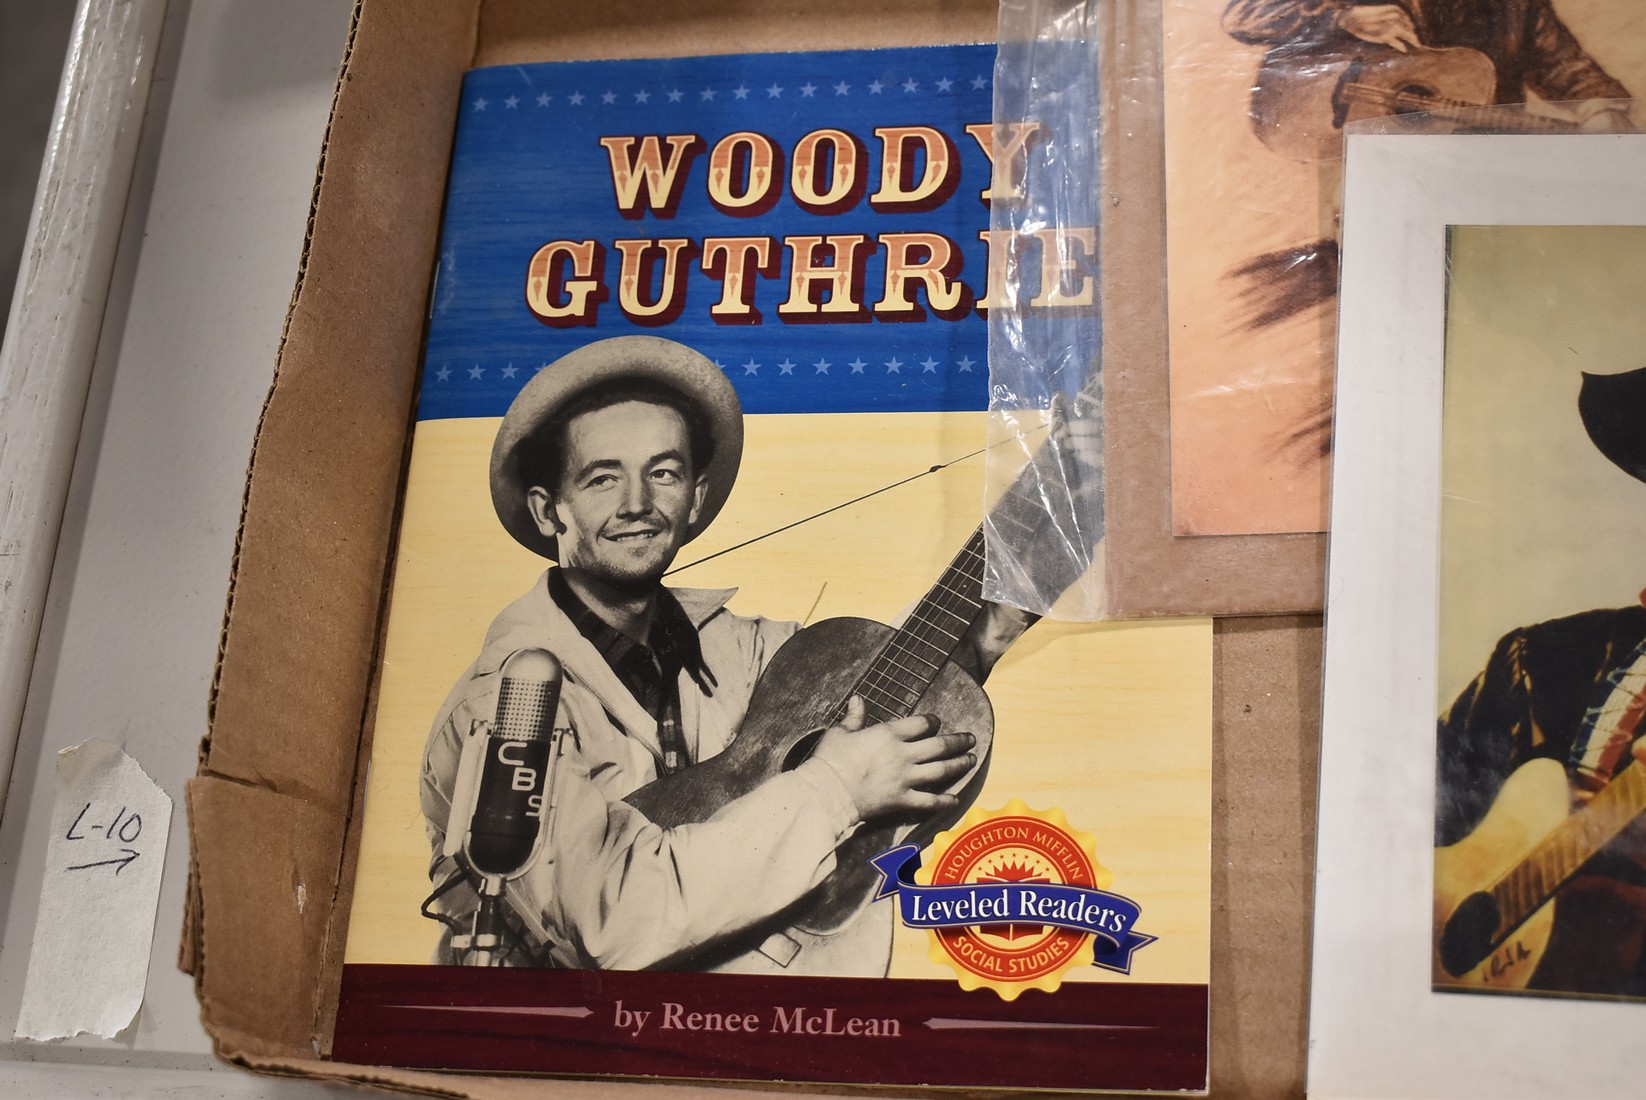 WOODY
GUTHRIE
CBS
HOUGHTON MIFFLIN
Leveled Readers
SOCIAL STUDIES
by Renee McLean
L-10